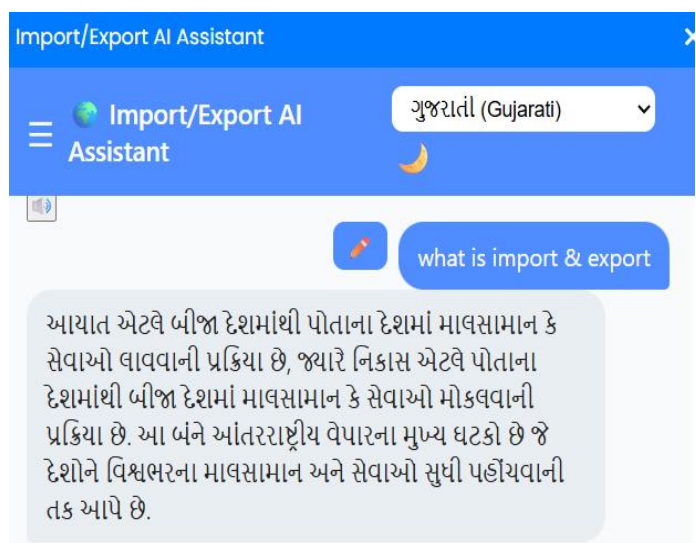 Import/Export AI Assistant
Import/Export AI
Assistant
ગુજરાતી (Gujarati)
what is import & export
આયાત એટલે બીજા દેશમાંથી પોતાના દેશમાં માલસામાન કે
સેવાઓ લાવવાની પ્રક્રિયા છે, જ્યારે નિકાસ એટલે પોતાના
દેશમાંથી બીજા દેશમાં માલસામાન કે સેવાઓ મોકલવાની
પ્રક્રિયા છે. આ બંને આંતરરાષ્ટ્રીય વેપારના મુખ્ય ઘટકો છે જે
દેશોને વિશ્વભરના માલસામાન અને સેવાઓ સુધી પહોંચવાની
તક આપે છે.